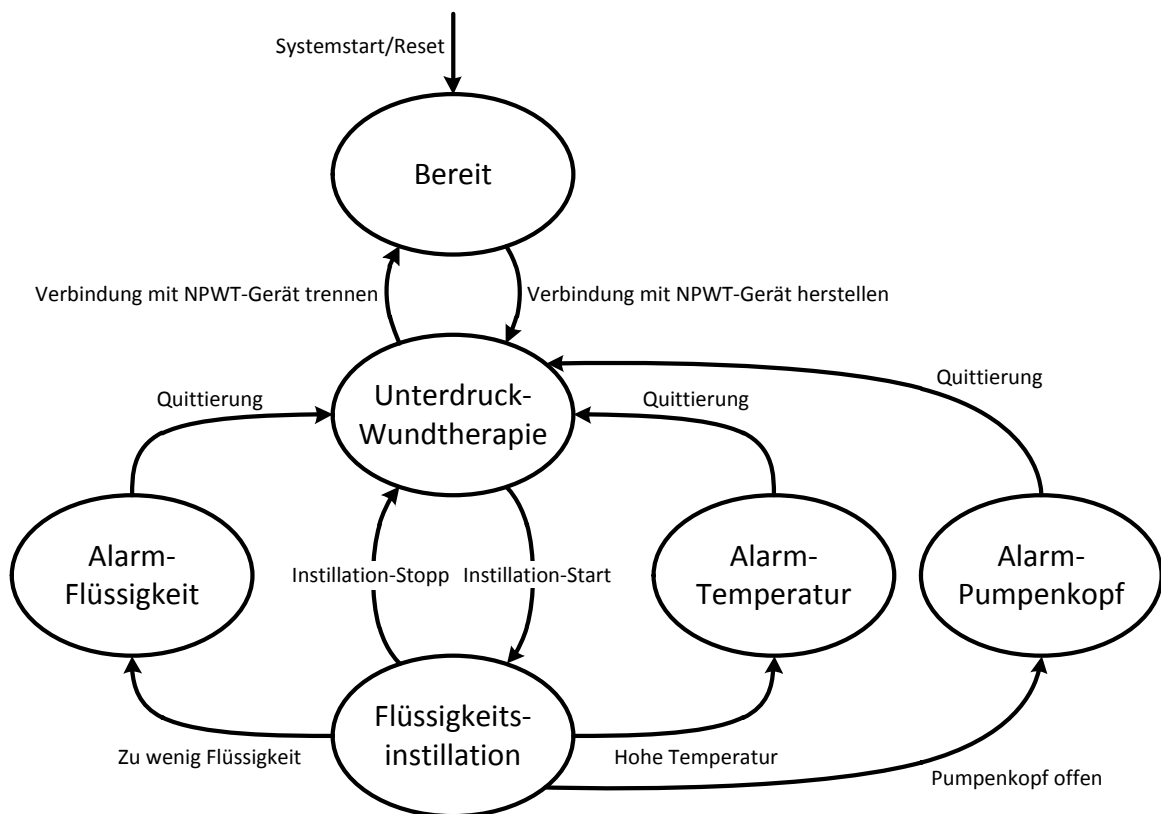 Systemstart/Reset
Bereit
Verbindung mit NPWT-Gerät trennen
Verbindung mit NPWT-Gerät herstellen
Quittierung
Unterdruck-
Wundtherapie
Quittierung
Quittierung
Alarm-
Flüssigkeit
Instillation-Stopp
Instillation-Start
Alarm-
Temperatur
Alarm-
Pumpenkopf
Zu wenig Flüssigkeit
Flüssigkeits-
instillation
Hohe Temperatur
Pumpenkopf offen